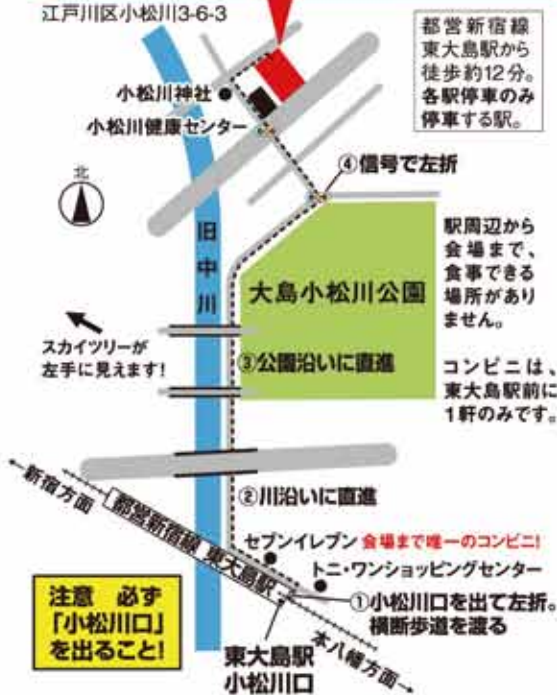 江戸川区小松川3-6-3
都営新宿線
東大島駅から
徒歩約12分。
各駅停車のみ
停車する駅。
小松川神社
小松川健康センター
④信号で左折
北
旧中川
大島小松川公園
駅周辺から
会場まで、
食事できる
場所があり
ません。
スカイツリーが
左手に見えます!
③公園沿いに直進
コンビニは、
東大島駅前に
1軒のみです。
←新宿方面
②川沿いに直進
都営新宿線 東大島駅
セブンイレブン 会場まで唯一のコンビニ!
トニ・ワンショッピングセンター
①小松川口を出て左折。
横断歩道を渡る
注意 必ず
「小松川口」
を出ること!
東大島駅
小松川口
本八幡方面→